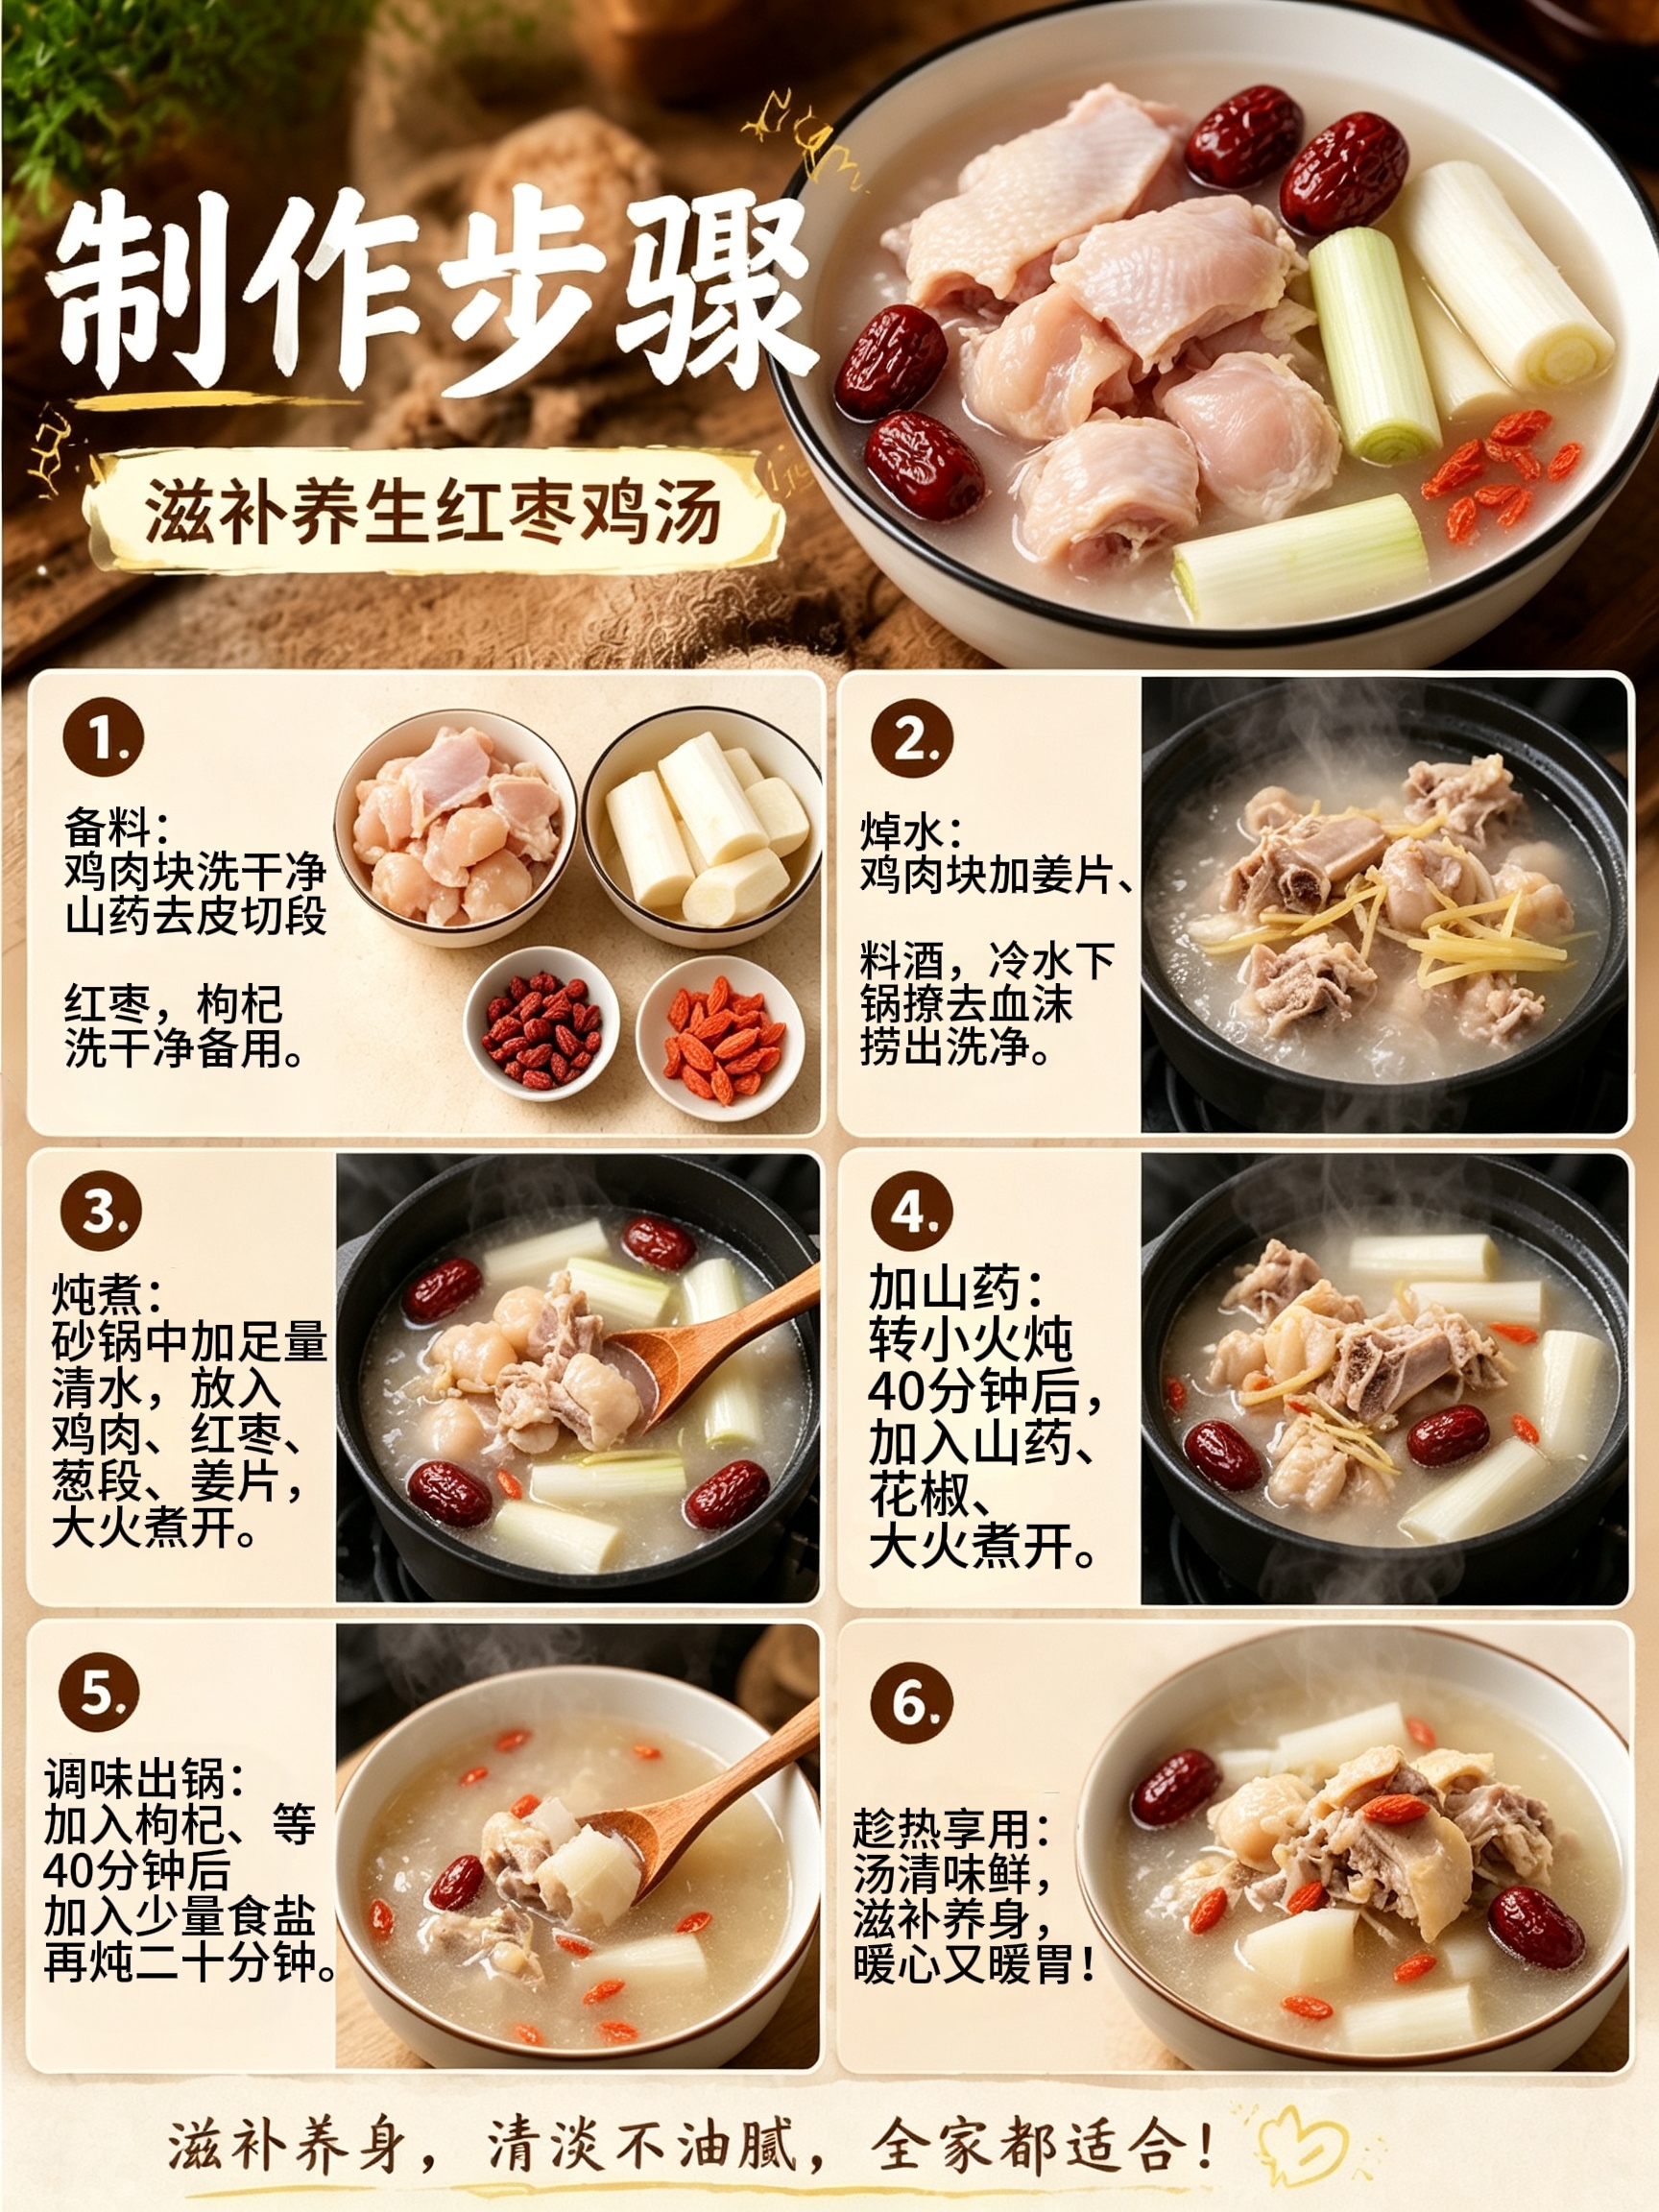 制作步骤
滋补养生红枣鸡汤
1.
备料：
鸡肉块洗干净
山药去皮切段
红枣，枸杞
洗干净备用。
2.
焯水：
鸡肉块加姜片、
料酒，冷水下
锅撩去血沫
捞出洗净。
3.
炖煮：
砂锅中加足量
清水，放入
鸡肉、红枣、
葱段、姜片，
大火煮开。
4.
加山药：
转小火炖
40分钟后，
加入山药、
花椒、
大火煮开。
5.
调味出锅：
加入枸杞、等
40分钟后
加入少量食盐
再炖二十分钟。
6.
趁热享用：
汤清味鲜，
滋补养身，
暖心又暖胃！
滋补养身，清淡不油腻，全家都适合！